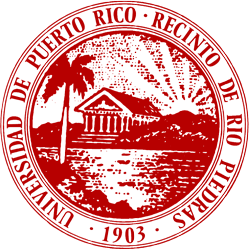 UNIVERSIDAD DE PUERTO RICO · RECINTO DE RIO PIEDRAS
· 1903 ·